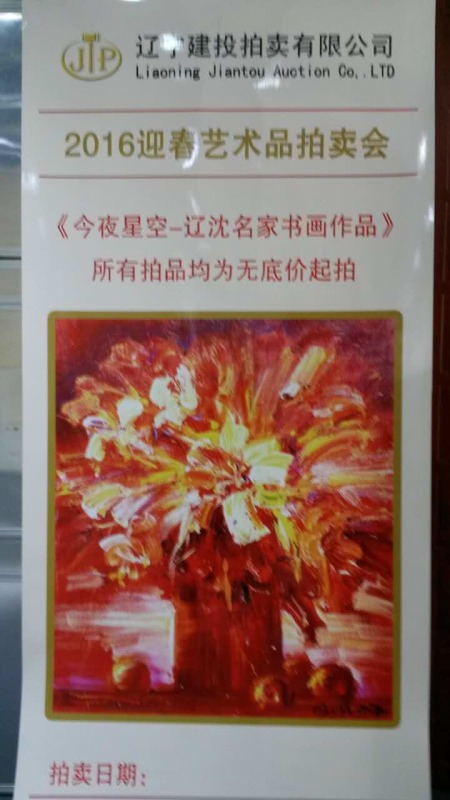 JTP
辽宁建投拍卖有限公司
Liaoning Jiantou Auction Co,.LTD
2016迎春艺术品拍卖会
《今夜星空-辽沈名家书画作品》
所有拍品均为无底价起拍
拍卖日期：